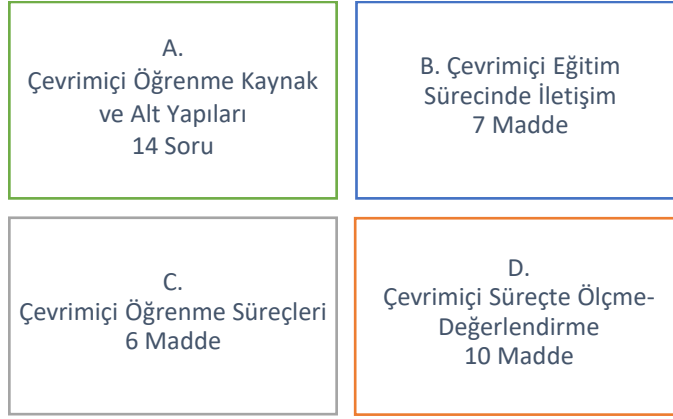 A.
Çevrimiçi Öğrenme Kaynak
ve Alt Yapıları
14 Soru
B. Çevrimiçi Eğitim
Sürecinde İletişim
7 Madde
C.
Çevrimiçi Öğrenme Süreçleri
6 Madde
D.
Çevrimiçi Süreçte Ölçme-
Değerlendirme
10 Madde